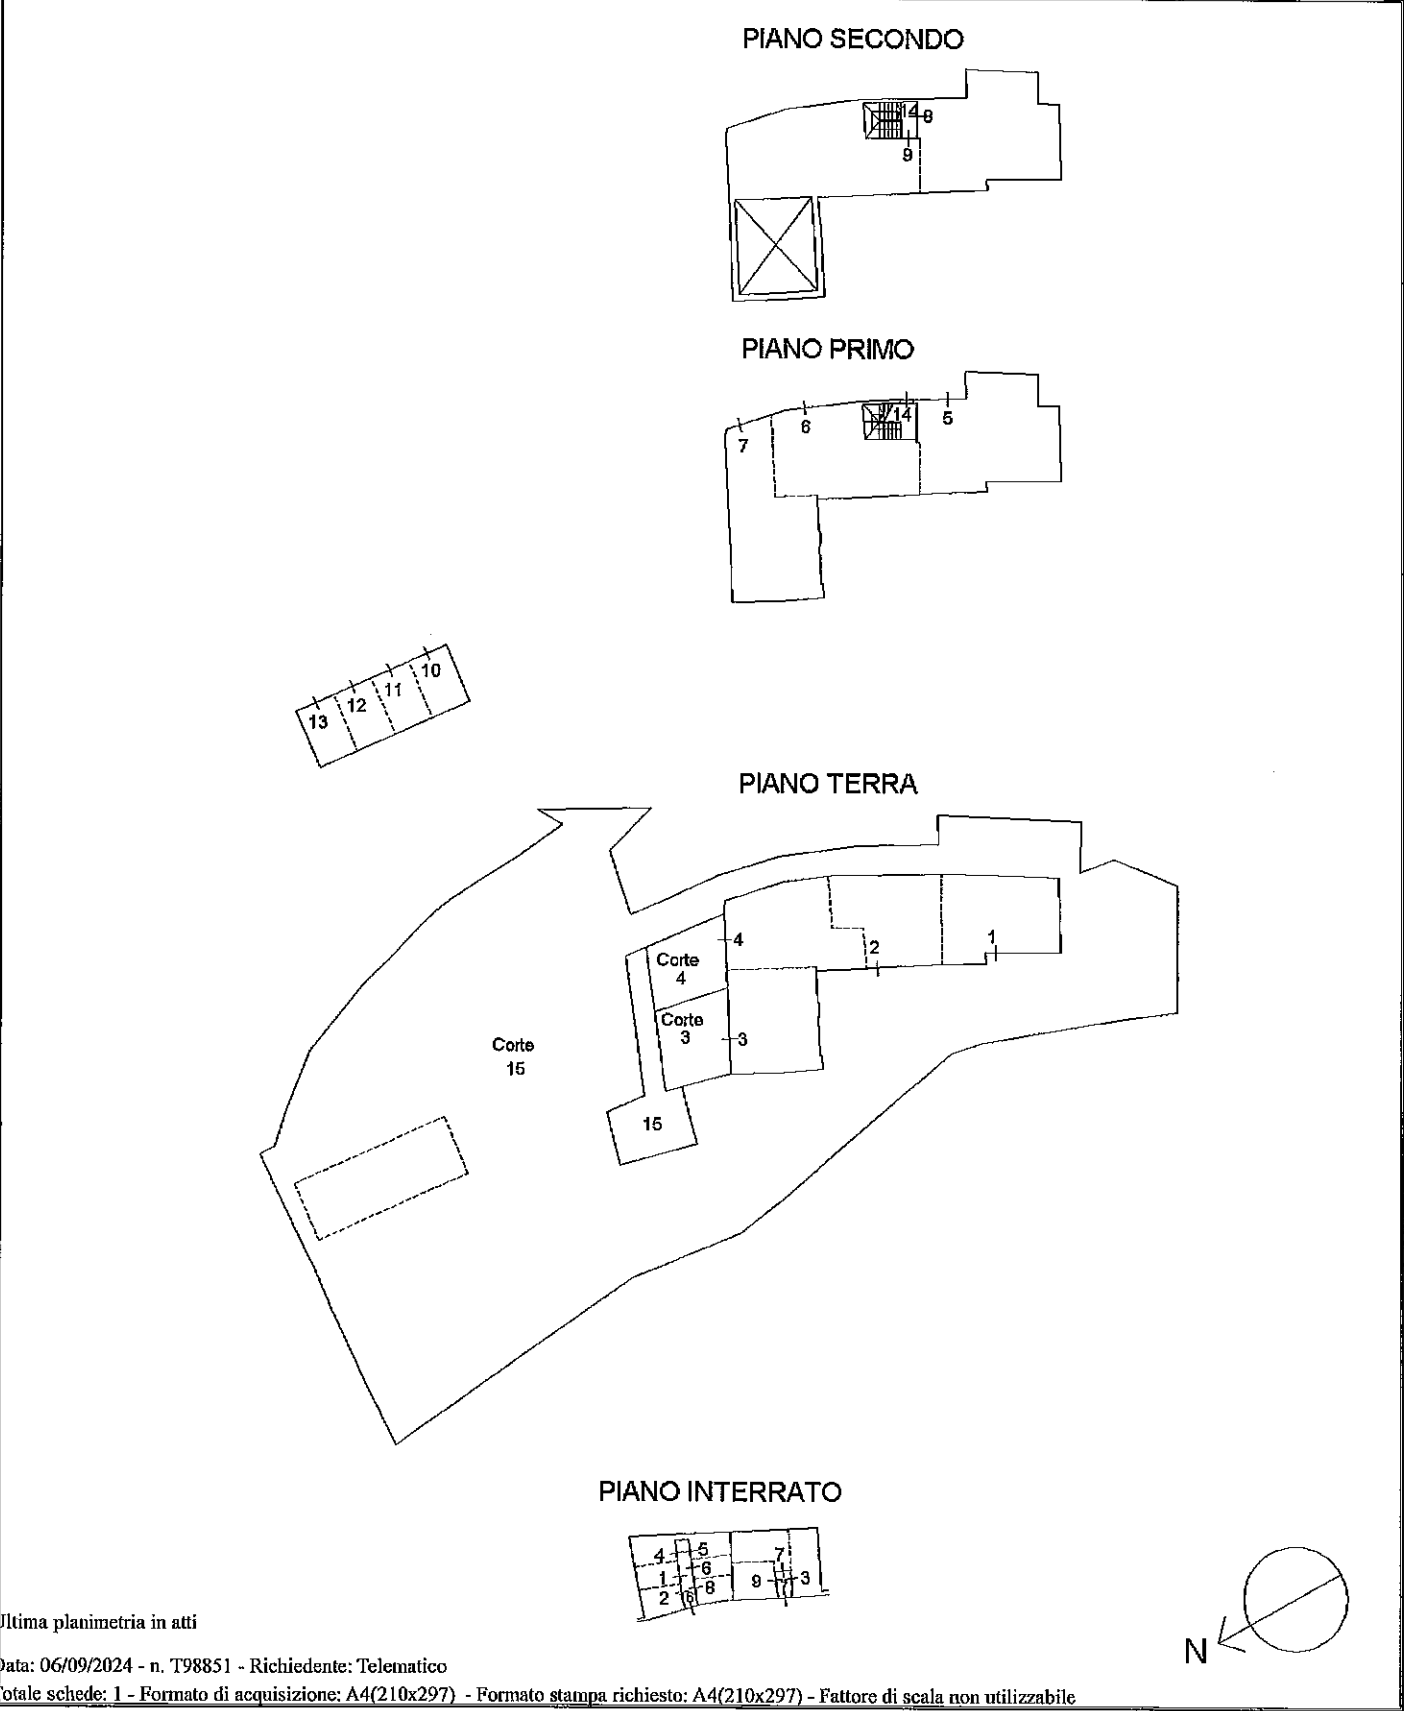 PIANO SECONDO
14
8
9
PIANO PRIMO
14
5
6
7
10
11
12
13
PIANO TERRA
4
2
1
Corte
4
Corte
3
3
Corte
15
15
PIANO INTERRATO
4
5
7
1
6
9
3
2
8
N
Ultima planimetria in atti
Data: 06/09/2024 - n. T98851 - Richiedente: Telematico
Totale schede: 1 - Formato di acquisizione: A4(210x297) - Formato stampa richiesto: A4(210x297) - Fattore di scala non utilizzabile